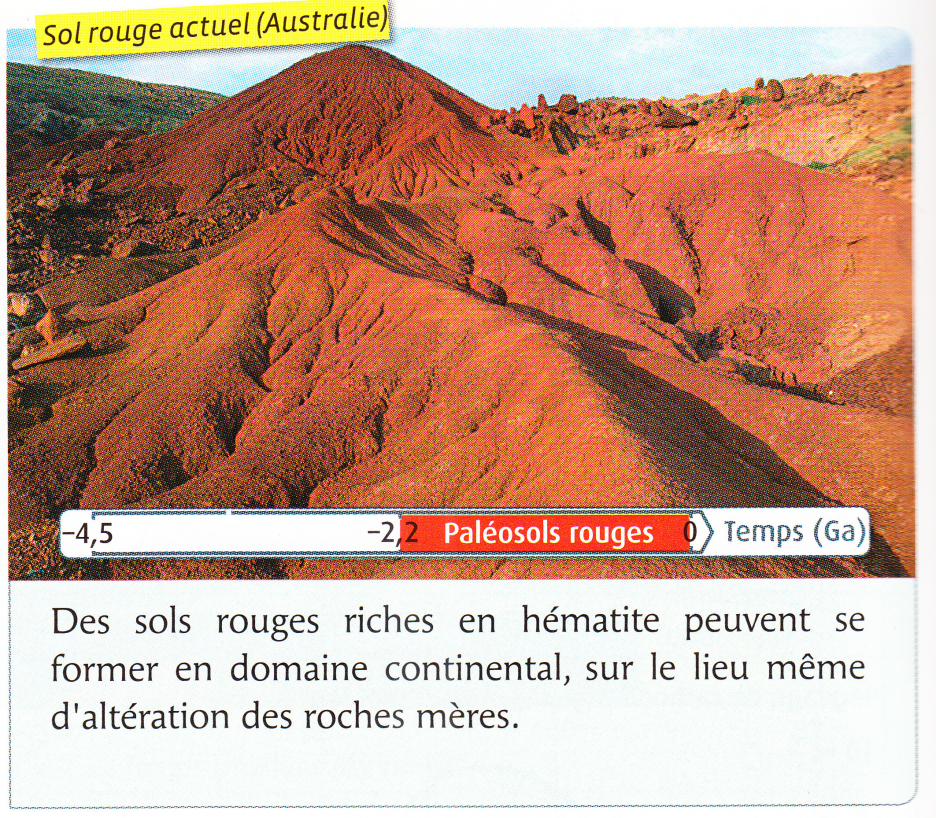 Sol rouge actuel (Australie)
−4,5 −2,2 Paléosols rouges 0 Temps (Ga)
Des sols rouges riches en hématite peuvent se
former en domaine continental, sur le lieu même
d'altération des roches mères.